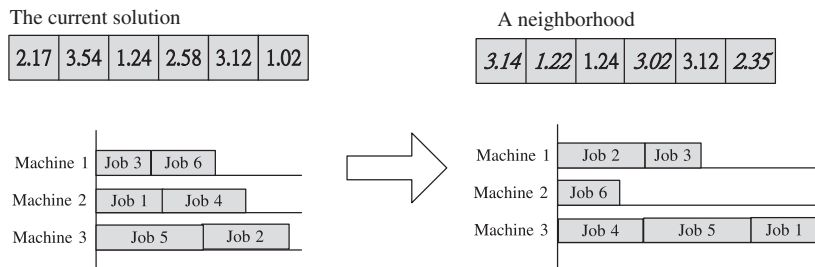 The current solution
2.17 3.54 1.24 2.58 3.12 1.02
Machine 1 Job 3 Job 6
Machine 2 Job 1 Job 4
Machine 3 Job 5 Job 2
A neighborhood
3.14 1.22 1.24 3.02 3.12 2.35
Machine 1 Job 2 Job 3
Machine 2 Job 6
Machine 3 Job 4 Job 5 Job 1